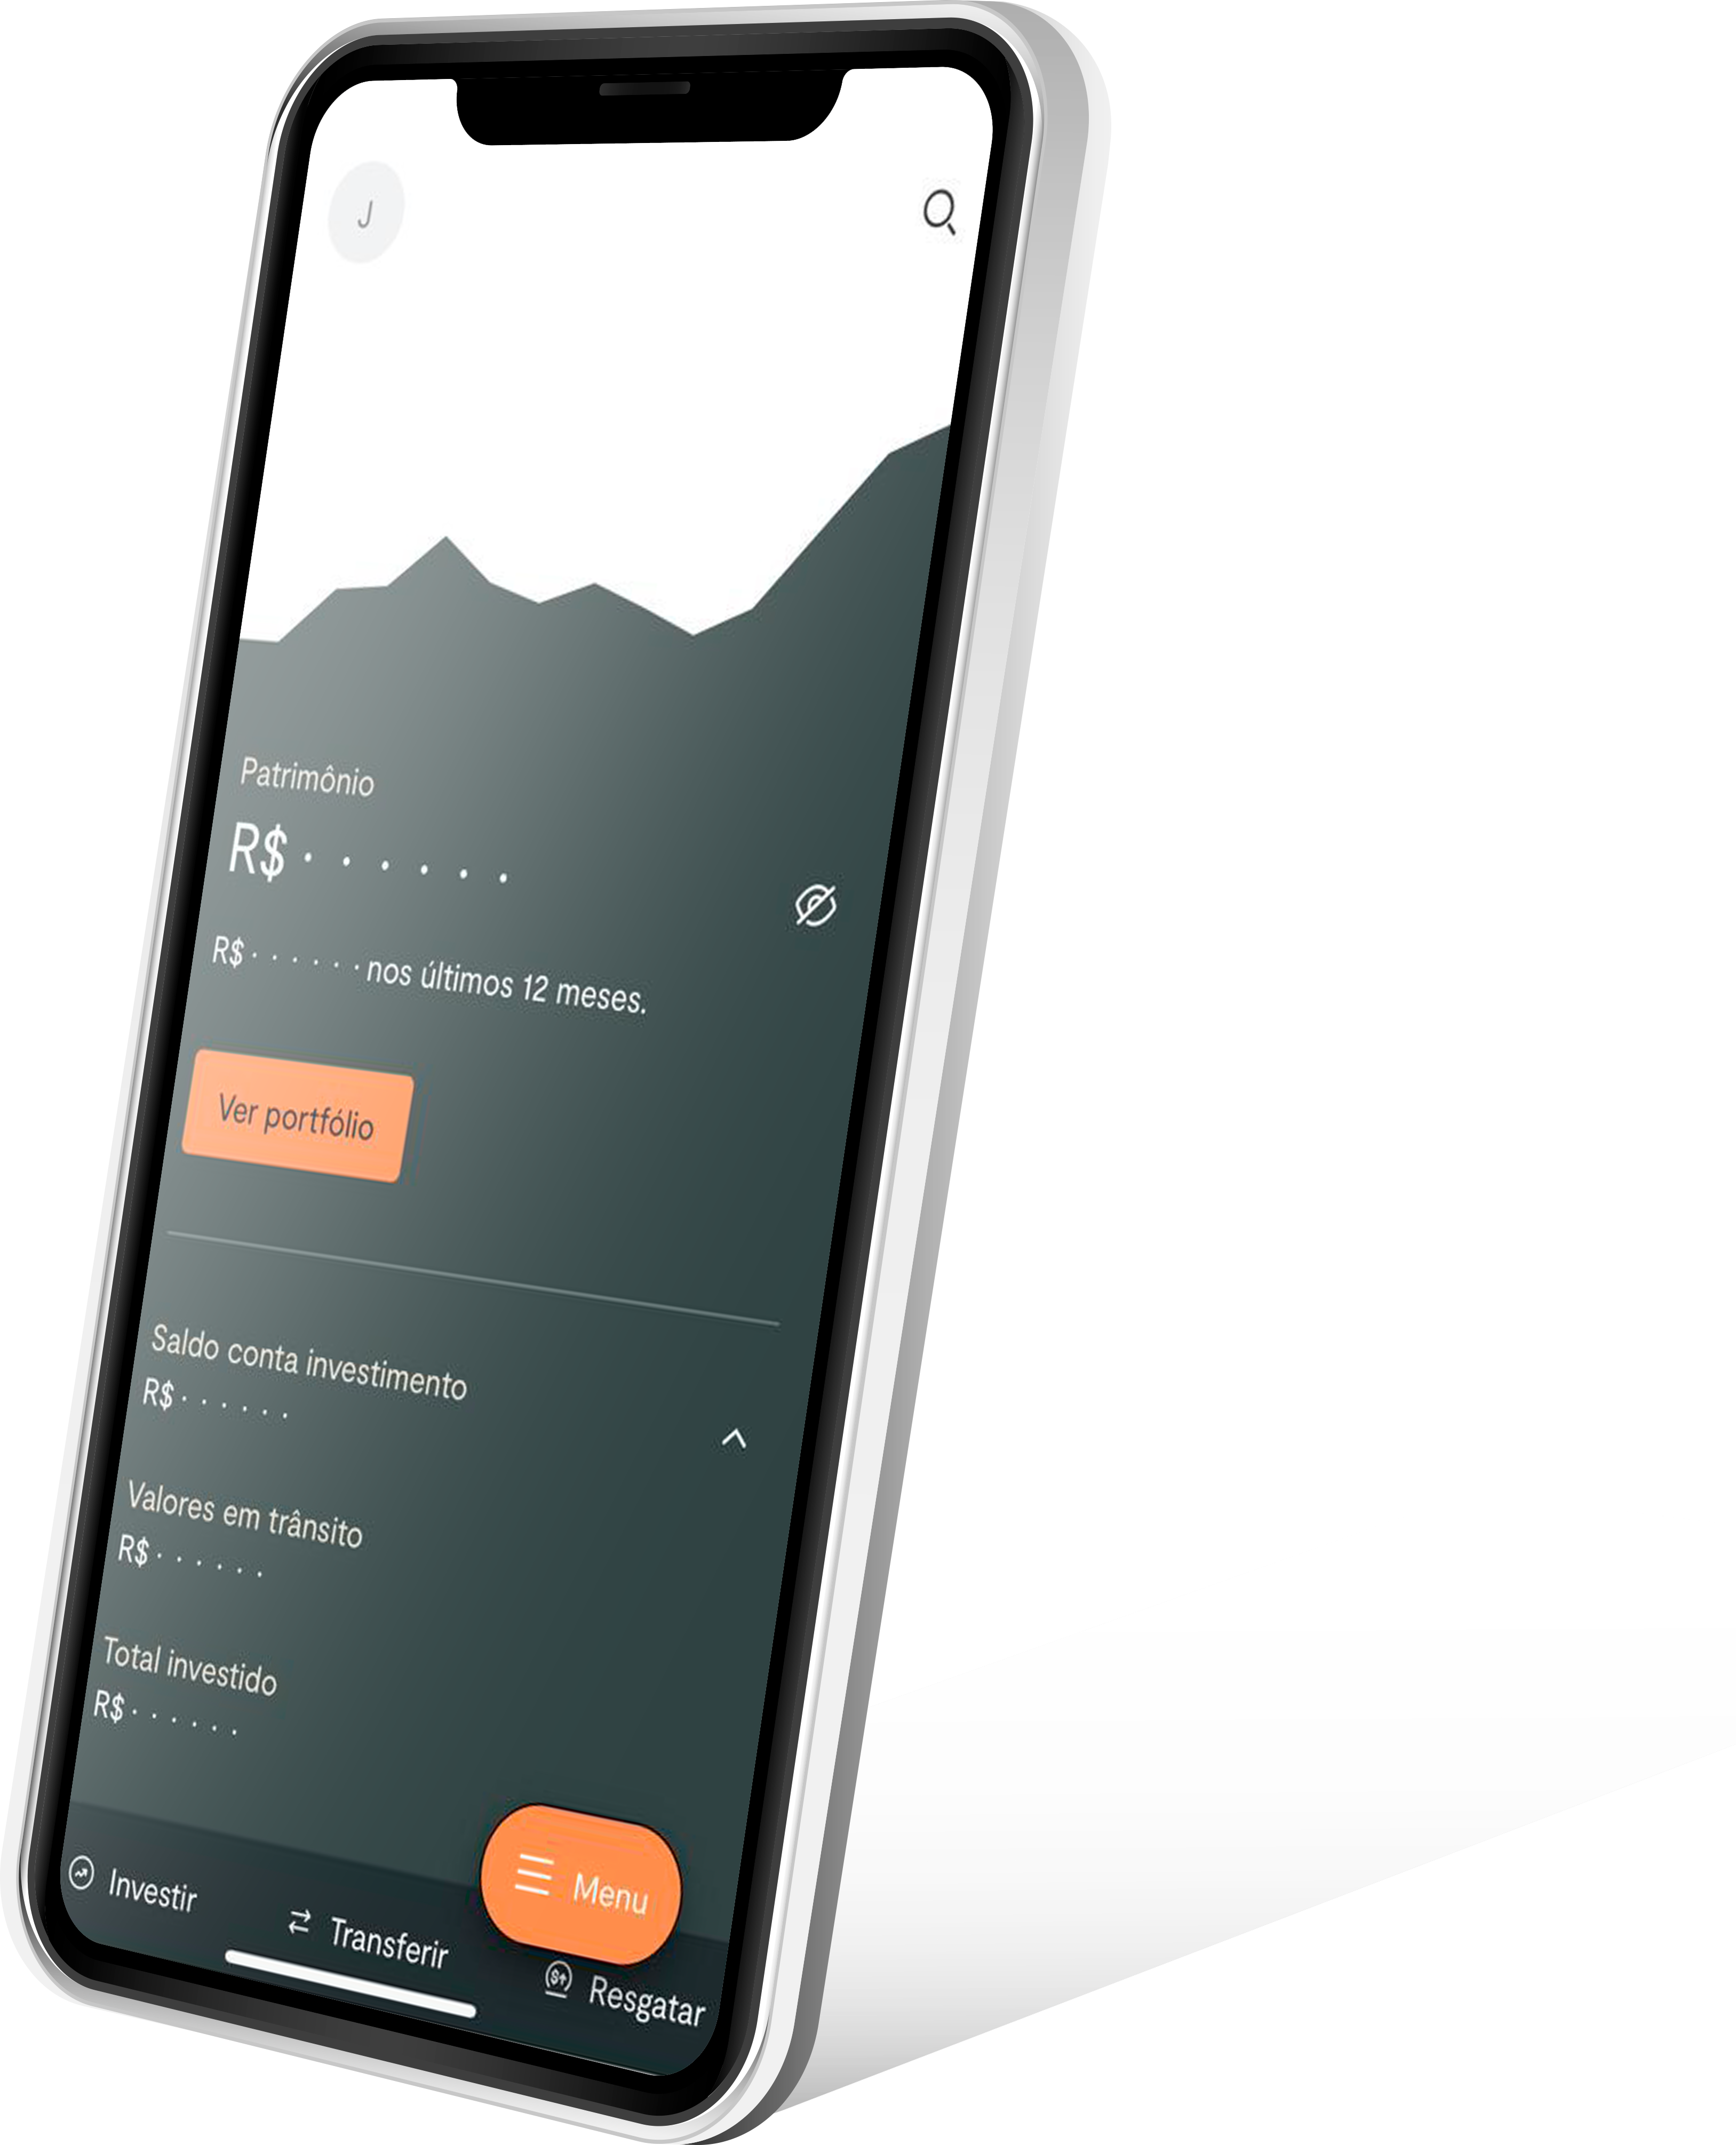 J
Patrimônio
R$ · · · · · ·
R$ · · · · · · nos últimos 12 meses.
Ver portfólio
Saldo conta investimento
R$ · · · · · ·
Valores em trânsito
R$ · · · · · ·
Total investido
R$ · · · · · ·
Menu
Investir
Transferir
Resgatar